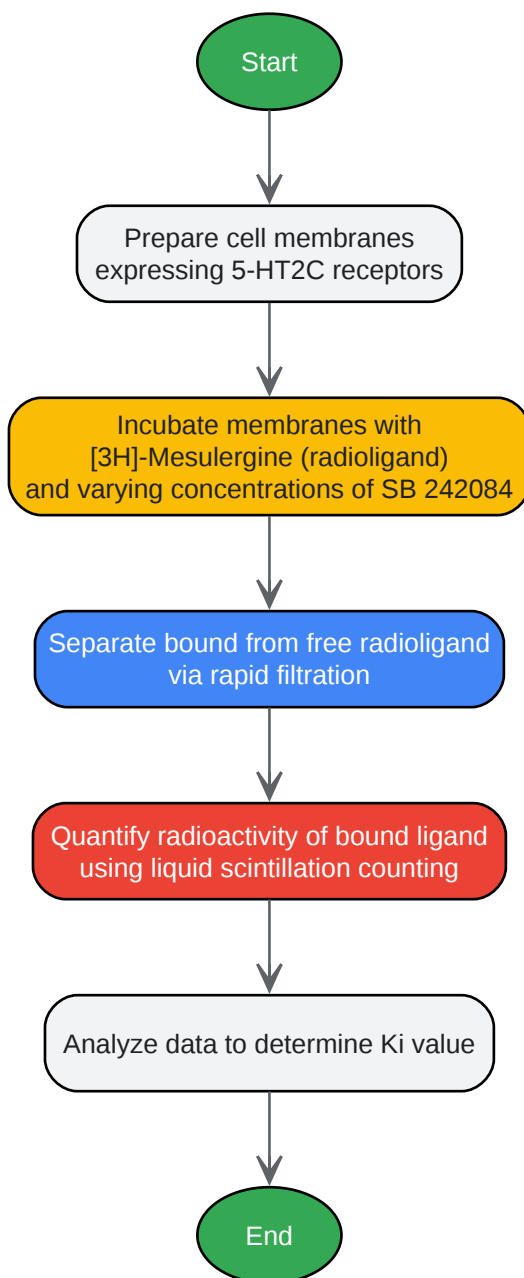 Start
Prepare cell membranes
expressing 5-HT2C receptors
Incubate membranes with
[3H]-Mesulergine (radioligand)
and varying concentrations of SB 242084
Separate bound from free radioligand
via rapid filtration
Quantify radioactivity of bound ligand
using liquid scintillation counting
Analyze data to determine Ki value
End